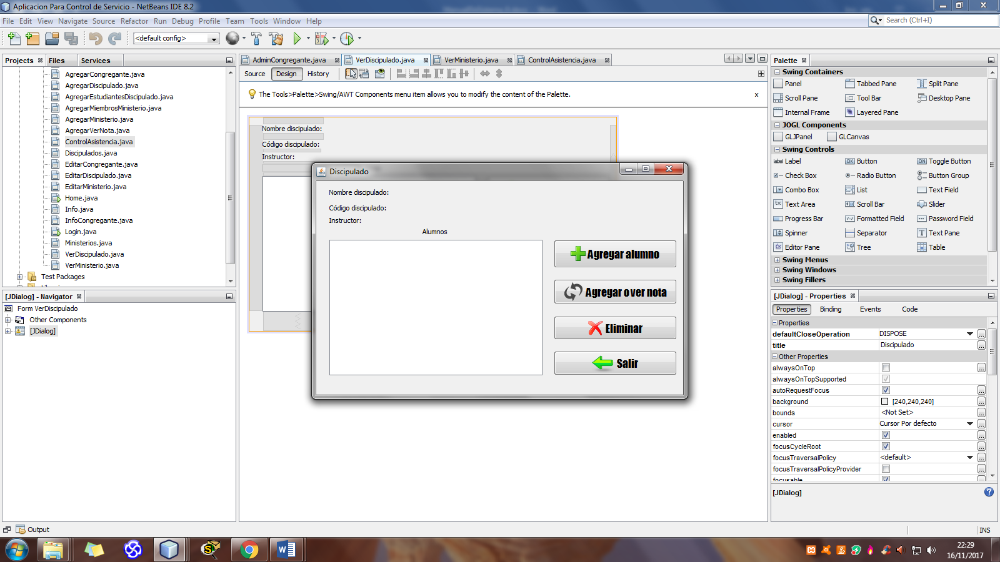 Aplicacion Para Control de Servicio - NetBeans IDE 8.2
File Edit View Navigate Source Refactor Run Debug Profile Team Tools Window Help
Search (Ctrl+I)
<default config>
Projects Files Services
AgregarCongregante.java
AgregarDiscipulado.java
AgregarEstudiantesDiscipulado.java
AgregarMiembrosMinisterio.java
AgregarMinisterio.java
AgregarVerNota.java
ControlAsistencia.java
Discipulados.java
EditarCongregante.java
EditarDiscipulado.java
EditarMinisterio.java
Home.java
Info.java
InfoCongregante.java
Login.java
Ministerios.java
VerDiscipulado.java
VerMinisterio.java
Test Packages
[JDialog] - Navigator
Form VerDiscipulado
Other Components
[JDialog]
AdminCongregante.java VerDiscipulado.java VerMinisterio.java ControlAsistencia.java
Source Design History
The Tools>Palette>Swing/AWT Components menu item allows you to modify the content of the Palette.
x
Nombre discipulado:
Código discipulado:
Instructor:
Discipulado
Nombre discipulado:
Código discipulado:
Instructor:
Alumnos
Agregar alumno
Agregar o ver nota
Eliminar
Salir
Palette
Swing Containers
Panel Tabbed Pane Split Pane
Scroll Pane Tool Bar Desktop Pane
Internal Frame Layered Pane
JOGL Components
GLJPanel GLCanvas
Swing Controls
Label Button Toggle Button
Check Box Radio Button Button Group
Combo Box List Text Field
Text Area Scroll Bar Slider
Progress Bar Formatted Field Password Field
Spinner Separator Text Pane
Editor Pane Tree Table
Swing Menus
Swing Windows
Swing Fillers
[JDialog] - Properties
Properties Binding Events Code
Properties
defaultCloseOperation DISPOSE
title Discipulado
Other Properties
alwaysOnTop
alwaysOnTopSupported
autoRequestFocus
background [240,240,240]
bounds <Not Set>
cursor Cursor Por defecto
enabled
focusCycleRoot
focusTraversalPolicy <default>
focusTraversalPolicyProvider
focusable
[JDialog]
Output
INS
22:29
16/11/2017